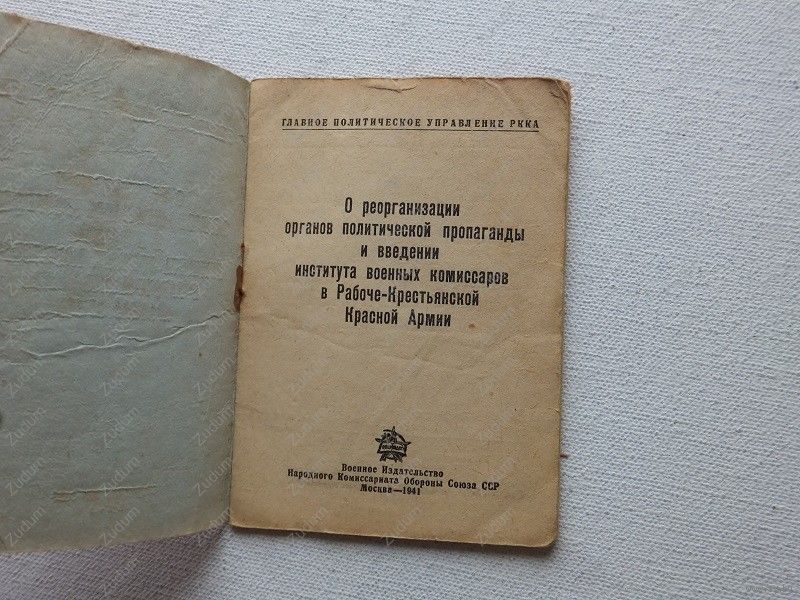 ГЛАВНОЕ ПОЛИТИЧЕСКОЕ УПРАВЛЕНИЕ РККА
О реорганизации
органов политической пропаганды
и введении
института военных комиссаров
в Рабоче-Крестьянской
Красной Армии
Военное Издательство
Народного Комиссариата Обороны Союза ССР
Москва—1941
Zudum